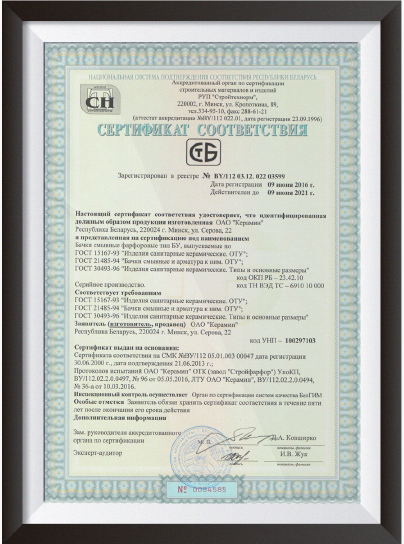 НАЦИОНАЛЬНАЯ СИСТЕМА ПОДТВЕРЖДЕНИЯ СООТВЕТСТВИЯ РЕСПУБЛИКИ БЕЛАРУСЬ
Аккредитованный орган по сертификации
строительных материалов и изделий
РУП "Стройтехнорм",
220002, г. Минск, ул. Кропоткина, 89,
тел.334-95-10, факс: 288-61-21
(аттестат аккредитации №BY/112 022.01, дата регистрации 23.09.1996)
СН
СЕРТИФИКАТ СООТВЕТСТВИЯ
СТБ
Зарегистрирован в реестре № BY/112 03.12. 022 03599
Дата регистрации 09 июня 2016 г.
Действителен до 09 июня 2021 г.
Настоящий сертификат соответствия удостоверяет, что идентифицированная
должным образом продукция изготовленная ОАО "Керамин"
Республика Беларусь, 220024 г. Минск, ул. Серова, 22
и представленная на сертификацию под наименованием
Бачки смывные фарфоровые тип БУ, выпускаемые по
ГОСТ 15167-93 "Изделия санитарные керамические. ОТУ";
ГОСТ 21485-94 "Бачки смывные и арматура к ним. ОТУ";
ГОСТ 30493-96 "Изделия санитарные керамические. Типы и основные размеры"
код ОКП РБ – 23.42.10
Серийное производство. код ТН ВЭД ТС – 6910 10 000
Соответствует требованиям
ГОСТ 15167-93 "Изделия санитарные керамические. ОТУ";
ГОСТ 21485-94 "Бачки смывные и арматура к ним. ОТУ";
ГОСТ 30493-96 "Изделия санитарные керамические. Типы и основные размеры"
Заявитель (изготовитель, продавец) ОАО "Керамин"
Республика Беларусь, 220024 г. Минск, ул. Серова, 22
код УНП – 100297103
Сертификат выдан на основании:
Сертификата соответствия на СМК №BY/112 05.01.003 00047 дата регистрации
30.06.2000 г., дата подтверждения 21.06.2013 г.;
Протоколов испытаний ОАО "Керамин" ОТК (завод "Стройфарфор") УкоКП,
BY/112.02.2.0.0497, № 96 от 05.05.2016, ЛТУ ОАО "Керамин", BY/112.02.2.0.0494,
№ 36-а от 10.03.2016.
Инспекционный контроль осуществляет Орган по сертификации систем качества БелГИМ
Особые отметки Заявитель обязан хранить сертификат соответствия в течение пяти
лет после окончания его срока действия
Дополнительная информация
Зам. руководителя аккредитованного
органа по сертификации М. П. А. Ковширко
Эксперт-аудитор И.В. Жук
№ 0084585